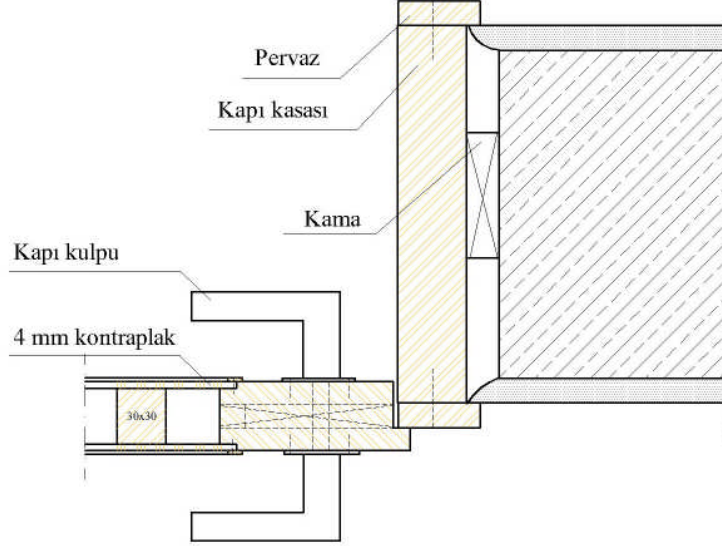 Pervaz
Kapı kasası
Kama
Kapı kulpu
4 mm kontraplak
30x30